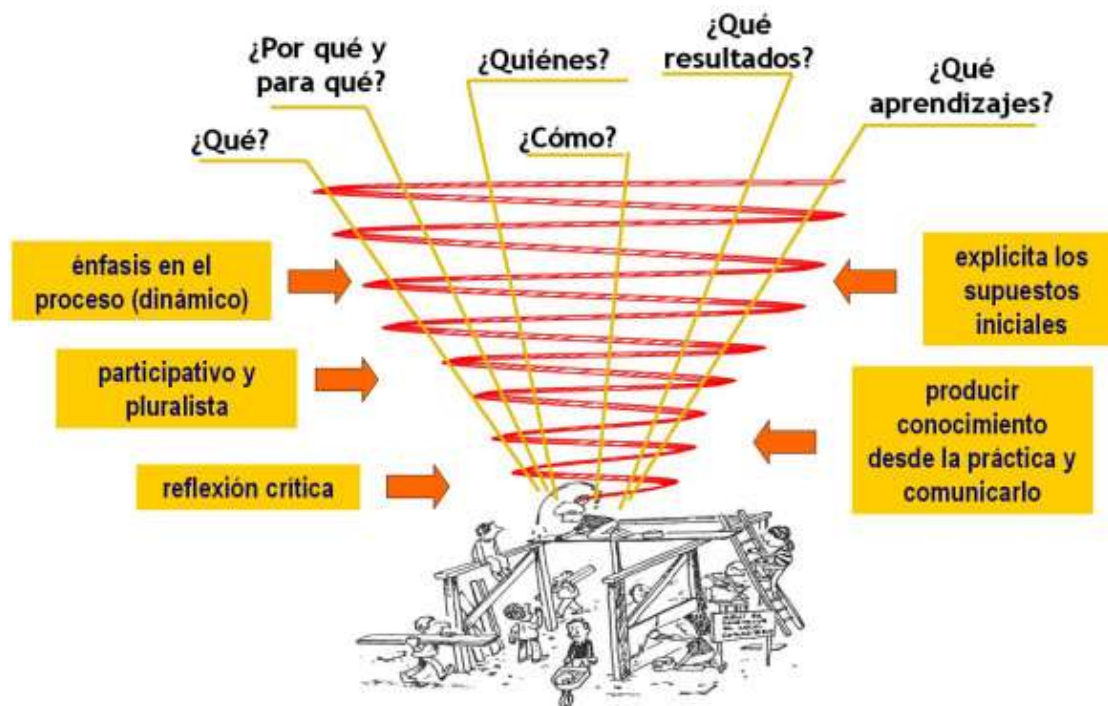 ¿Por qué y
para qué?
¿Quiénes?
¿Qué
resultados?
¿Qué
aprendizajes?
¿Qué?
¿Cómo?
énfasis en el
proceso (dinámico)
explicita los
supuestos
iniciales
participativo y
pluralista
producir
conocimiento
desde la práctica y
comunicarlo
reflexión crítica